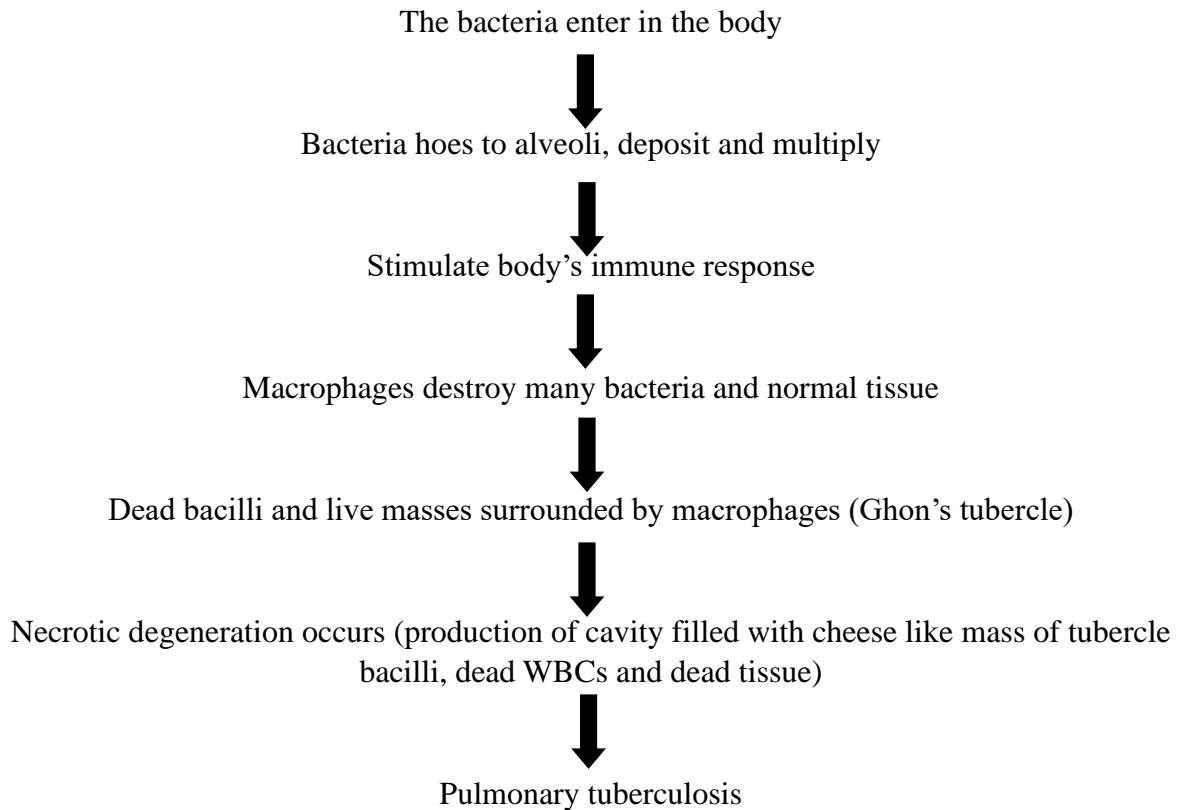 The bacteria enter in the body
Bacteria hoes to alveoli, deposit and multiply
Stimulate body’s immune response
Macrophages destroy many bacteria and normal tissue
Dead bacilli and live masses surrounded by macrophages (Ghon’s tubercle)
Necrotic degeneration occurs (production of cavity filled with cheese like mass of tubercle
bacilli, dead WBCs and dead tissue)
Pulmonary tuberculosis